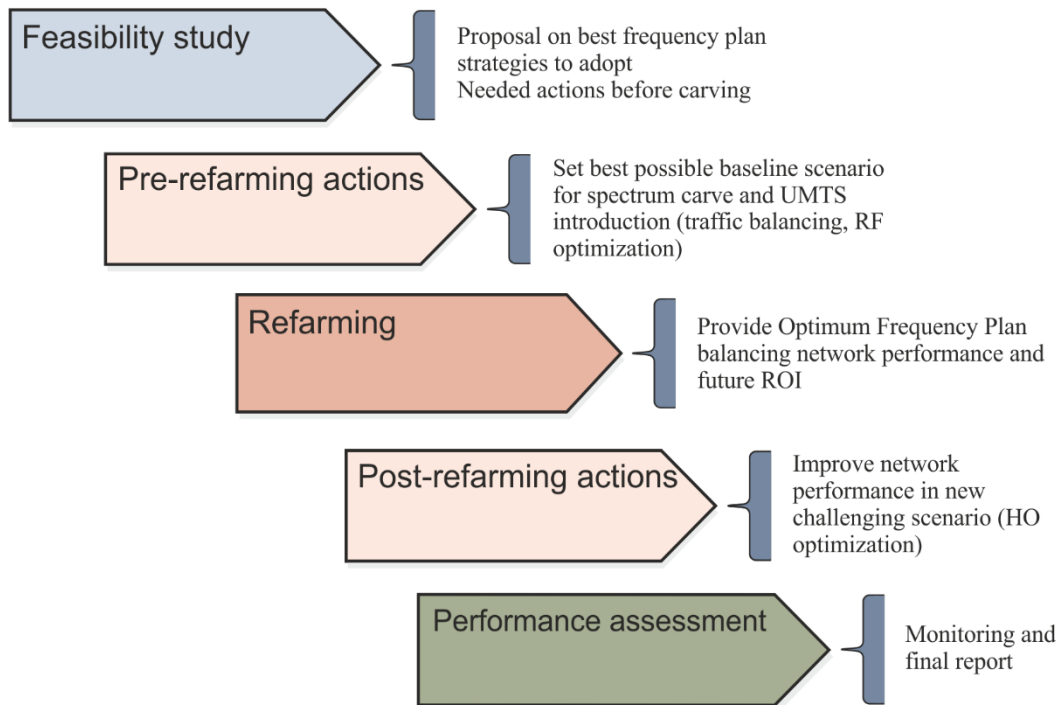 Feasibility study
Proposal on best frequency plan
strategies to adopt
Needed actions before carving
Pre-refarming actions
Set best possible baseline scenario
for spectrum carve and UMTS
introduction (traffic balancing, RF
optimization)
Refarming
Provide Optimum Frequency Plan
balancing network performance and
future ROI
Post-refarming actions
Improve network
performance in new
challenging scenario (HO
optimization)
Performance assessment
Monitoring and
final report